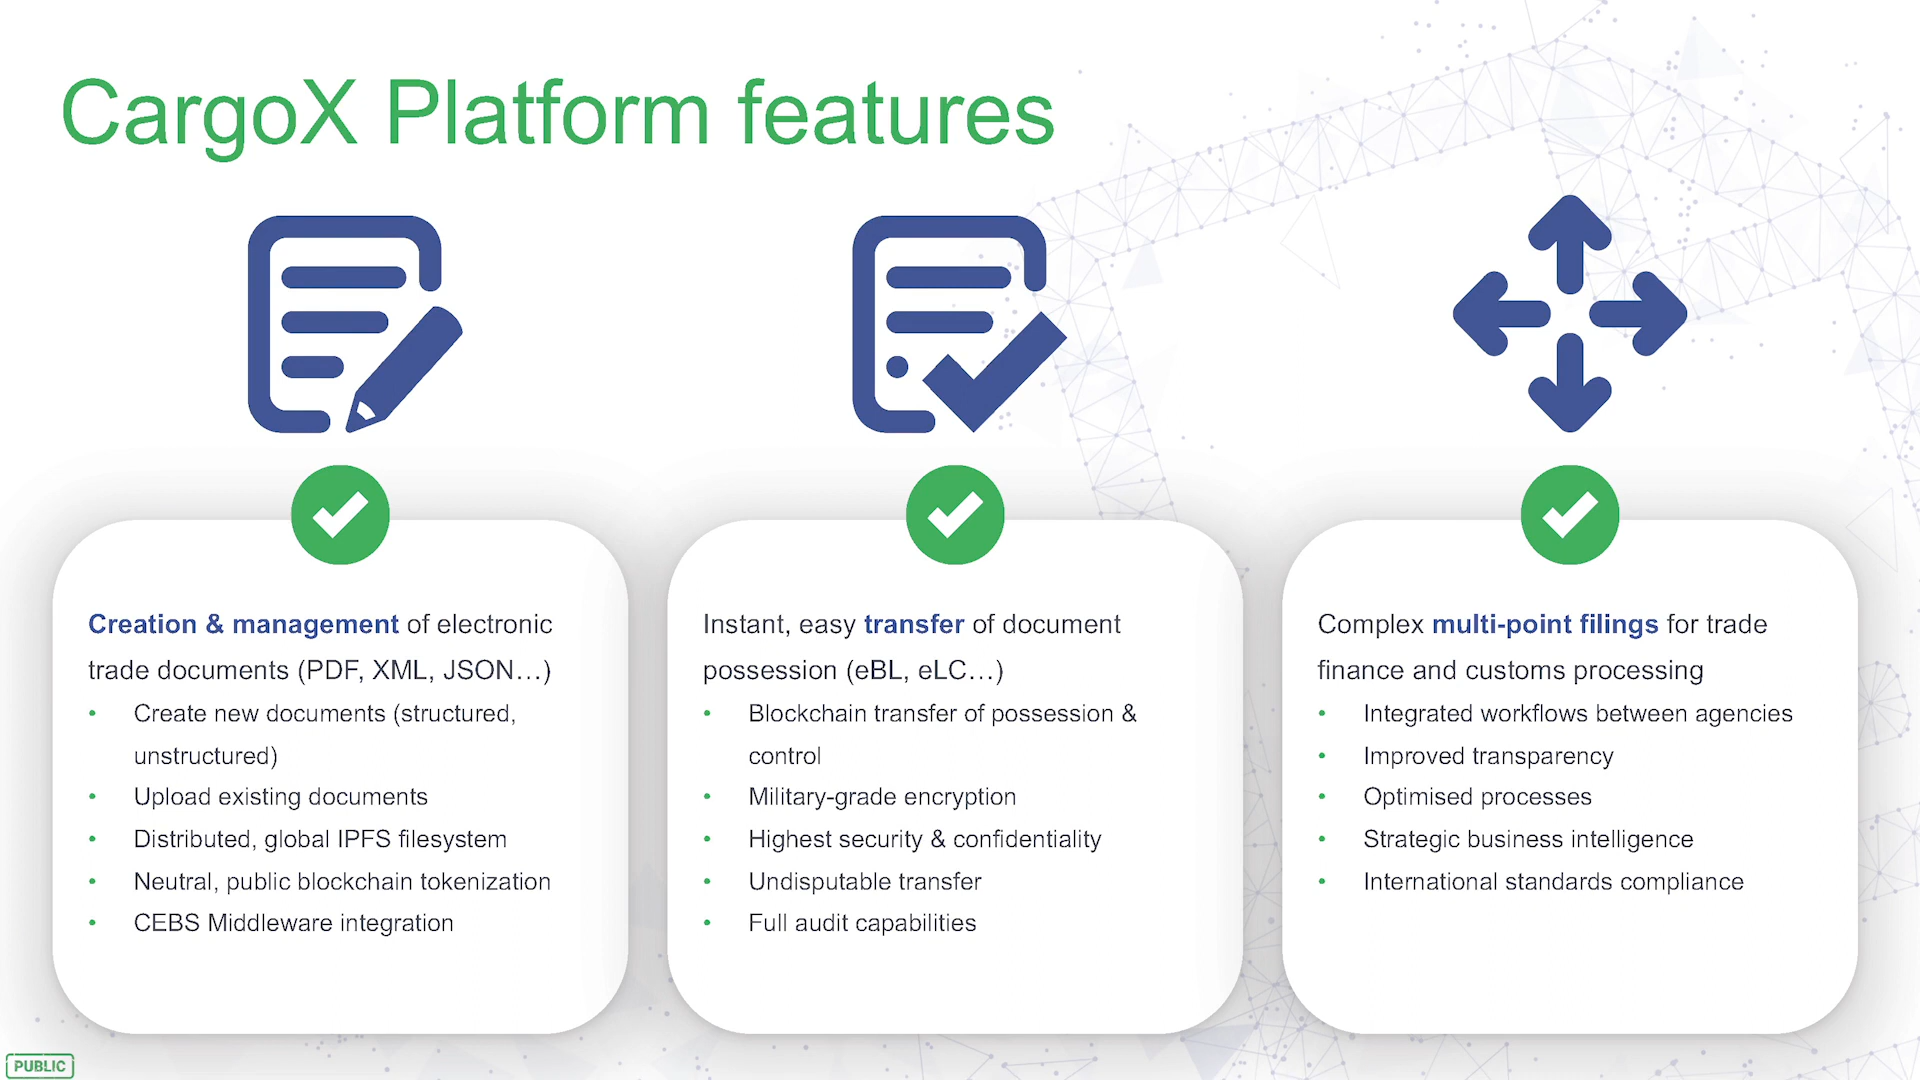 CargoX Platform features
Creation & management of electronic
trade documents (PDF, XML, JSON…)
• Create new documents (structured,
unstructured)
• Upload existing documents
• Distributed, global IPFS filesystem
• Neutral, public blockchain tokenization
• CEBS Middleware integration
Instant, easy transfer of document
possession (eBL, eLC…)
• Blockchain transfer of possession &
control
• Military-grade encryption
• Highest security & confidentiality
• Undisputable transfer
• Full audit capabilities
Complex multi-point filings for trade
finance and customs processing
• Integrated workflows between agencies
• Improved transparency
• Optimised processes
• Strategic business intelligence
• International standards compliance
PUBLIC